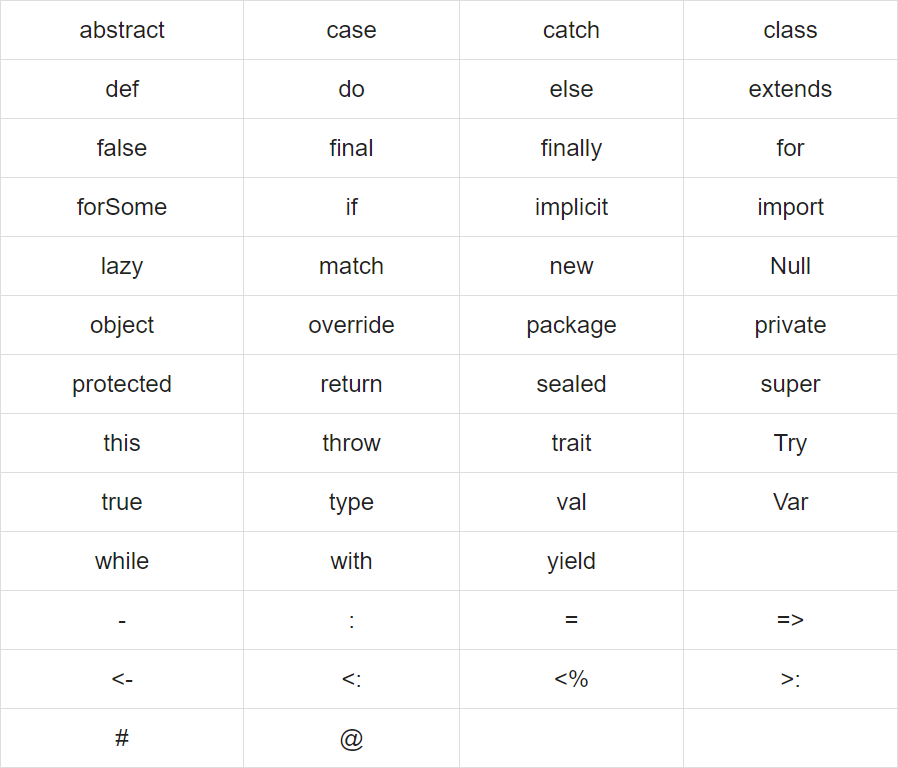 abstract case catch class
def do else extends
false final finally for
forSome if implicit import
lazy match new Null
object override package private
protected return sealed super
this throw trait Try
true type val Var
while with yield
- : = =>
<- <: <% >:
# @